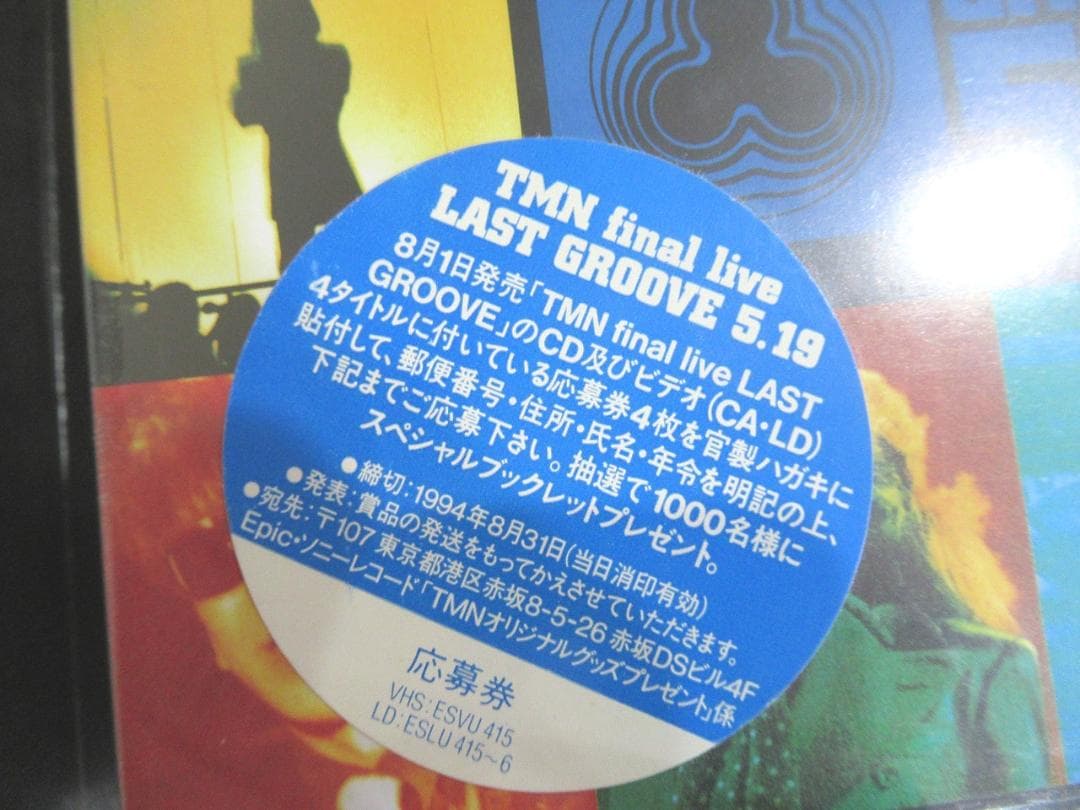 TMN final live
LAST GROOVE 5.19
8月1日発売「TMN final live LAST
GROOVE」のCD及びビデオ(CA・LD)
4タイトルに付いている応募券4枚を官製ハガキに
貼付して、郵便番号・住所・氏名・年令を明記の上、
下記までご応募下さい。抽選で1000名様に
スペシャルブックレットプレゼント。
●締切:1994年8月31日(当日消印有効)
●発表:賞品の発送をもってかえさせていただきます。
●宛先:〒107 東京都港区赤坂8-5-26 赤坂DSビル4F
Epic・ソニーレコード「TMNオリジナルグッズプレゼント」係
応募券
VHS:ESVU 415
LD:ESLU 415~6